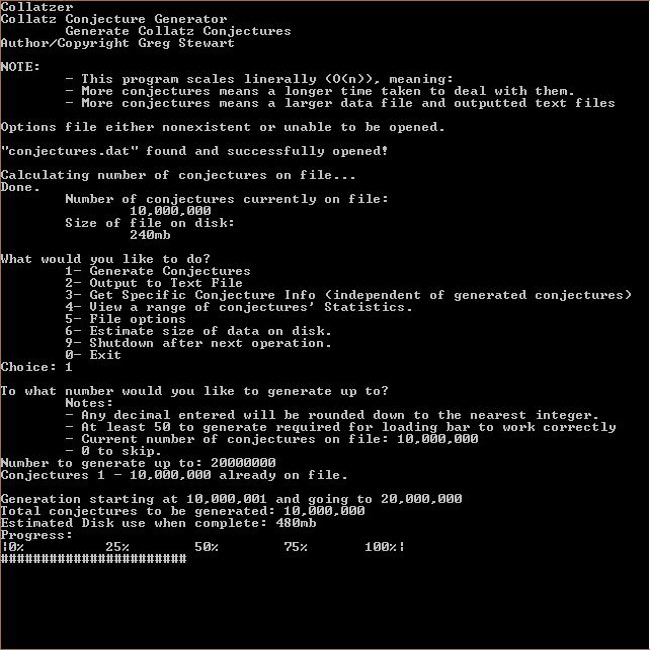 Collatzer
Collatz Conjecture Generator
Generate Collatz Conjectures
Author/Copyright Greg Stewart
NOTE:
- This program scales linerally (O(n)), meaning:
- More conjectures means a longer time taken to deal with them.
- More conjectures means a larger data file and outputted text files
Options file either nonexistent or unable to be opened.
"conjectures.dat" found and successfully opened!
Calculating number of conjectures on file...
Done.
Number of conjectures currently on file:
10,000,000
Size of file on disk:
240mb
What would you like to do?
1- Generate Conjectures
2- Output to Text File
3- Get Specific Conjecture Info (independent of generated conjectures)
4- View a range of conjectures' Statistics.
5- File options
6- Estimate size of data on disk.
9- Shutdown after next operation.
0- Exit
Choice: 1
To what number would you like to generate up to?
Notes:
- Any decimal entered will be rounded down to the nearest integer.
- At least 50 to generate required for loading bar to work correctly
- Current number of conjectures on file: 10,000,000
- 0 to skip.
Number to generate up to: 20000000
Conjectures 1 - 10,000,000 already on file.
Generation starting at 10,000,001 and going to 20,000,000
Total conjectures to be generated: 10,000,000
Estimated Disk use when complete: 480mb
Progress:
|0% 25% 50% 75% 100%|
#######################